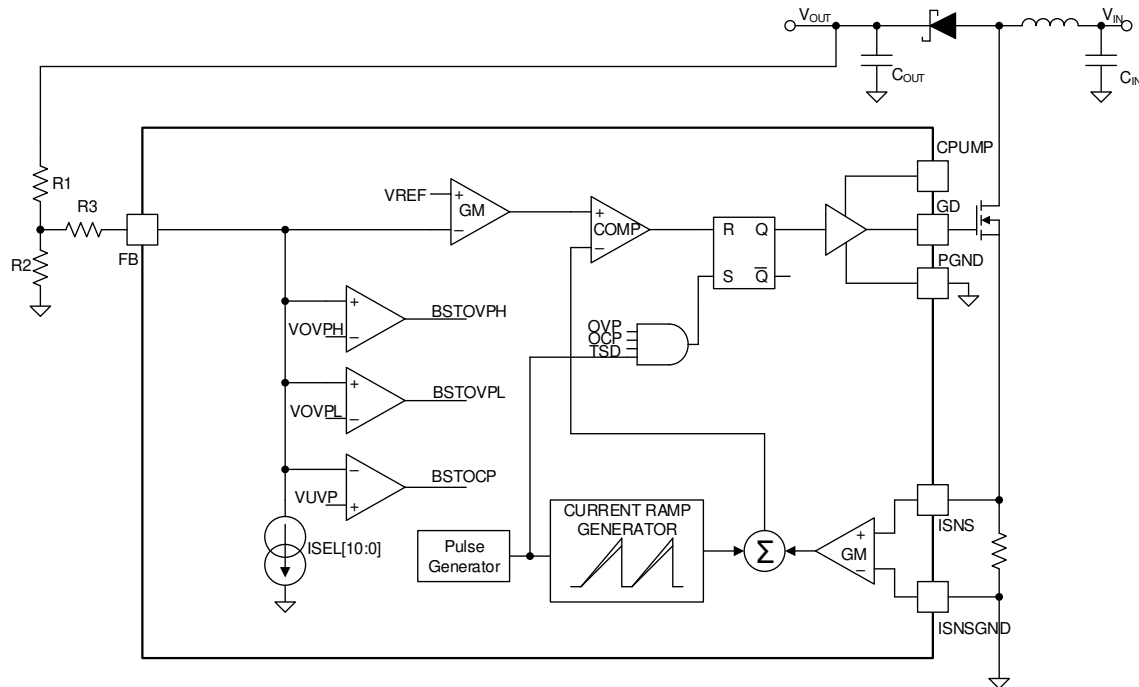 VOUT
VIN
COUT
CIN
CPUMP
R1
VREF
+
GM
−
+
COMP
−
R Q
S Q
GD
R3
FB
R2
PGND
+
VOVPH
−
BSTOVPH
OVP
OCP
TSD
+
VOVPL
−
BSTOVPL
−
VUVP
+
BSTOCP
ISEL[10:0]
Pulse
Generator
CURRENT RAMP
GENERATOR
Σ
+
GM
−
ISNS
ISNSGND